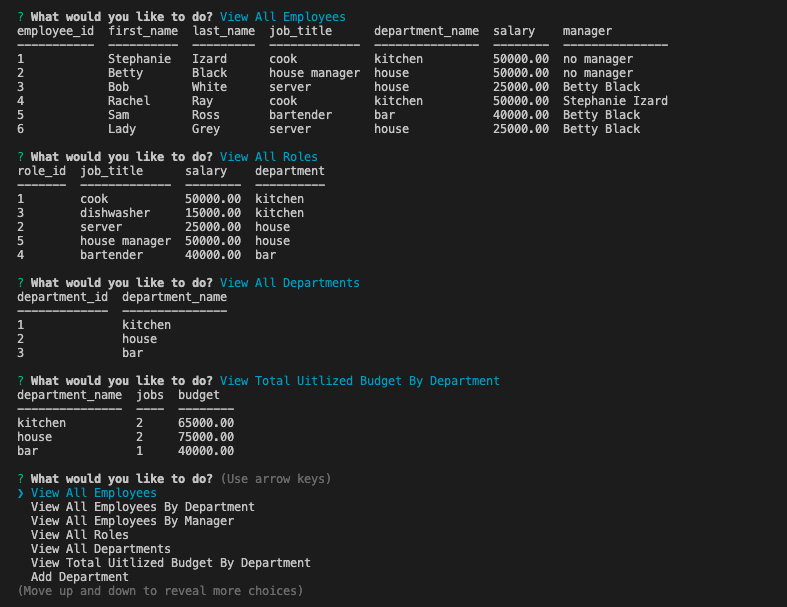 ? What would you like to do? View All Employees
employee_id  first_name  last_name  job_title      department_name  salary    manager
-----------  ----------  ---------  -------------  ---------------  --------  ---------------
1            Stephanie   Izard      cook           kitchen          50000.00  no manager
2            Betty       Black      house manager  house            50000.00  no manager
3            Bob         White      server         house            25000.00  Betty Black
4            Rachel      Ray        cook           kitchen          50000.00  Stephanie Izard
5            Sam         Ross       bartender      bar              40000.00  Betty Black
6            Lady        Grey       server         house            25000.00  Betty Black
? What would you like to do? View All Roles
role_id  job_title      salary    department
-------  -------------  --------  ----------
1        cook           50000.00  kitchen
3        dishwasher     15000.00  kitchen
2        server         25000.00  house
5        house manager  50000.00  house
4        bartender      40000.00  bar
? What would you like to do? View All Departments
department_id  department_name
-------------  ---------------
1              kitchen
2              house
3              bar
? What would you like to do? View Total Uitlized Budget By Department
department_name  jobs  budget
---------------  ----  --------
kitchen          2     65000.00
house            2     75000.00
bar              1     40000.00
? What would you like to do? (Use arrow keys)
❯ View All Employees
  View All Employees By Department
  View All Employees By Manager
  View All Roles
  View All Departments
  View Total Uitlized Budget By Department
  Add Department
(Move up and down to reveal more choices)